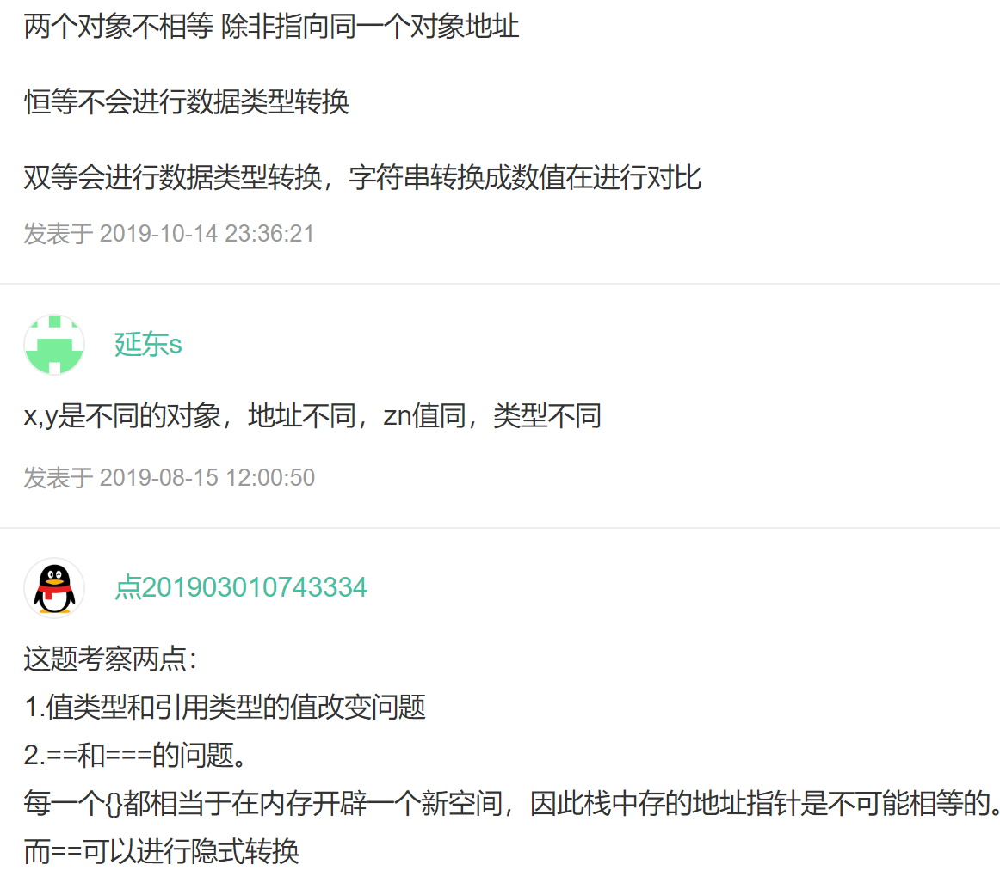 两个对象不相等 除非指向同一个对象地址
恒等不会进行数据类型转换
双等会进行数据类型转换，字符串转换成数值在进行对比
发表于 2019-10-14 23:36:21
延东s
x,y是不同的对象，地址不同，zn值同，类型不同
发表于 2019-08-15 12:00:50
点201903010743334
这题考察两点：
1.值类型和引用类型的值改变问题
2.==和===的问题。
每一个{}都相当于在内存开辟一个新空间，因此栈中存的地址指针是不可能相等的。
而==可以进行隐式转换